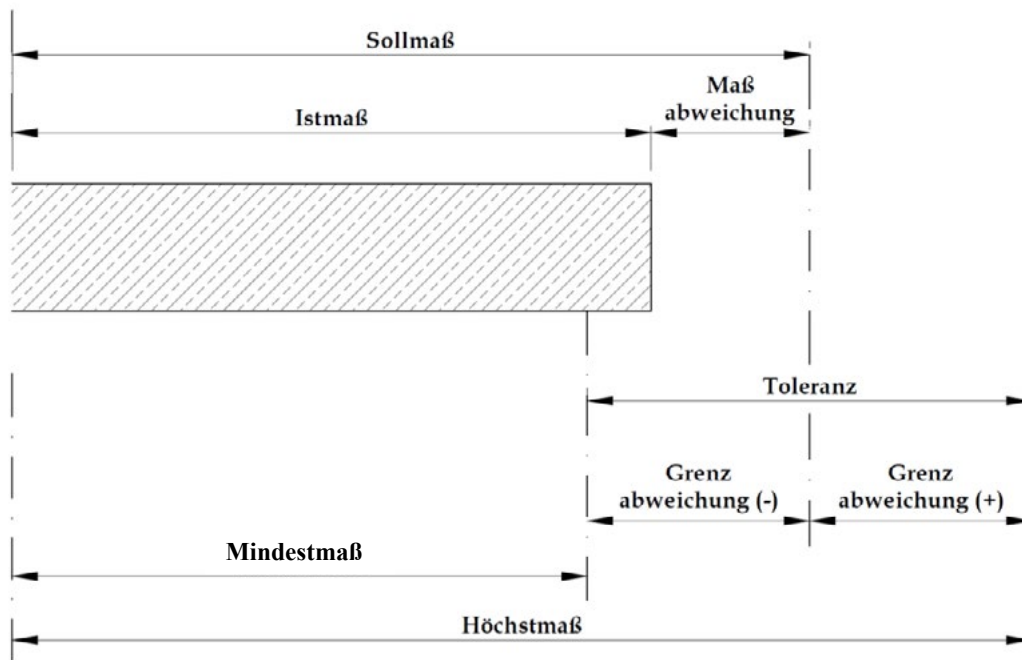 Sollmaß
Maß
abweichung
Istmaß
Toleranz
Grenz
abweichung (-)
Grenz
abweichung (+)
Mindestmaß
Höchstmaß